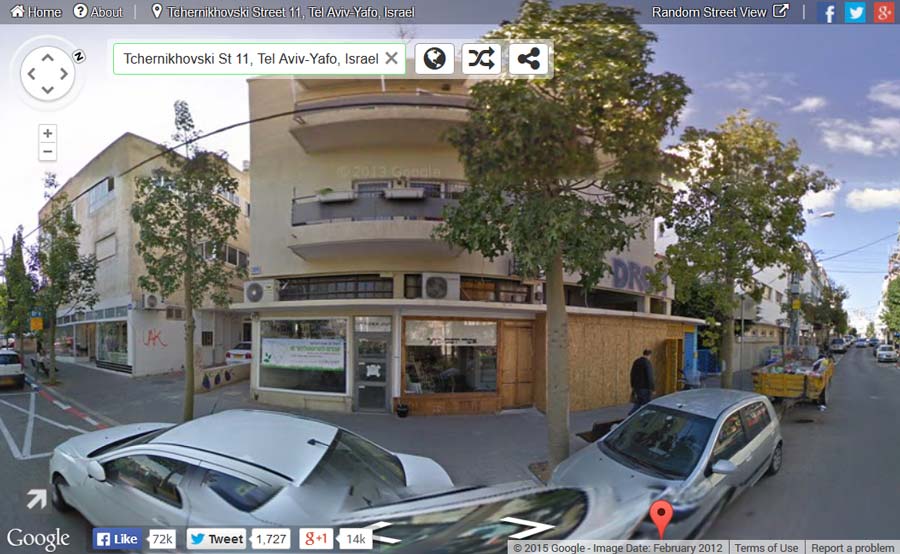 Home
About
Tchernikhovski Street 11, Tel Aviv-Yafo, Israel
Random Street View
Tchernikhovski St 11, Tel Aviv-Yafo, Israel
Z
+
−
© 2013 Google
DR
UAK
Google
Like 72k
Tweet 1,727
+1 14k
© 2015 Google - Image Date: February 2012
Terms of Use
Report a problem